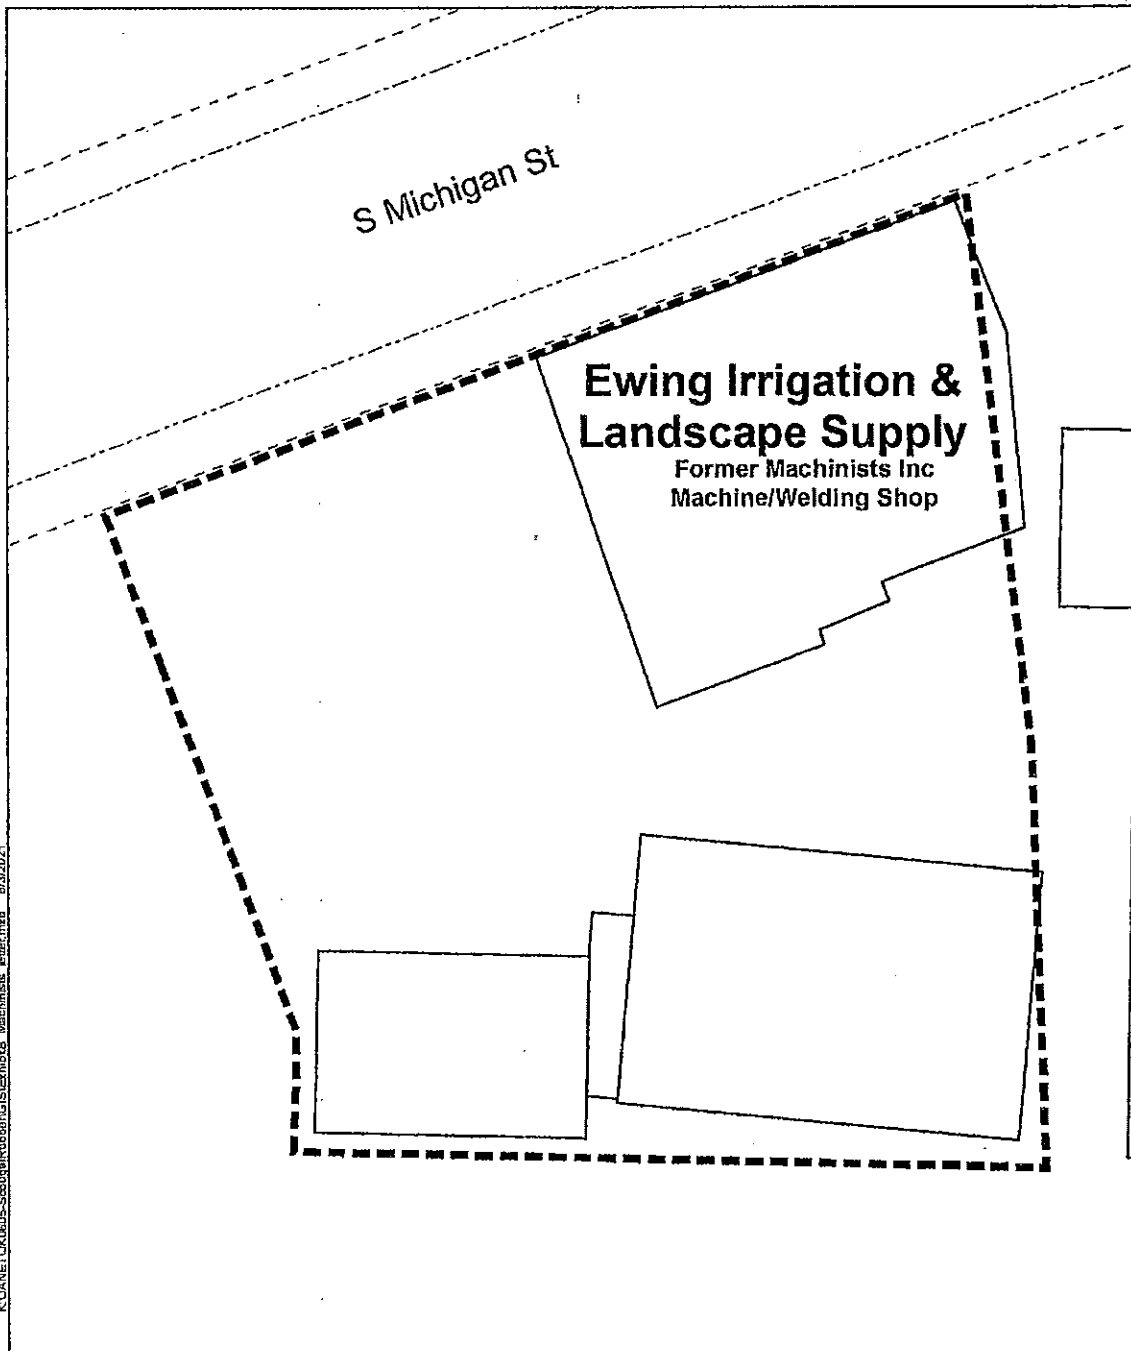 S Michigan St
Ewing Irrigation &
Landscape Supply
Former Machinists Inc
Machine/Welding Shop